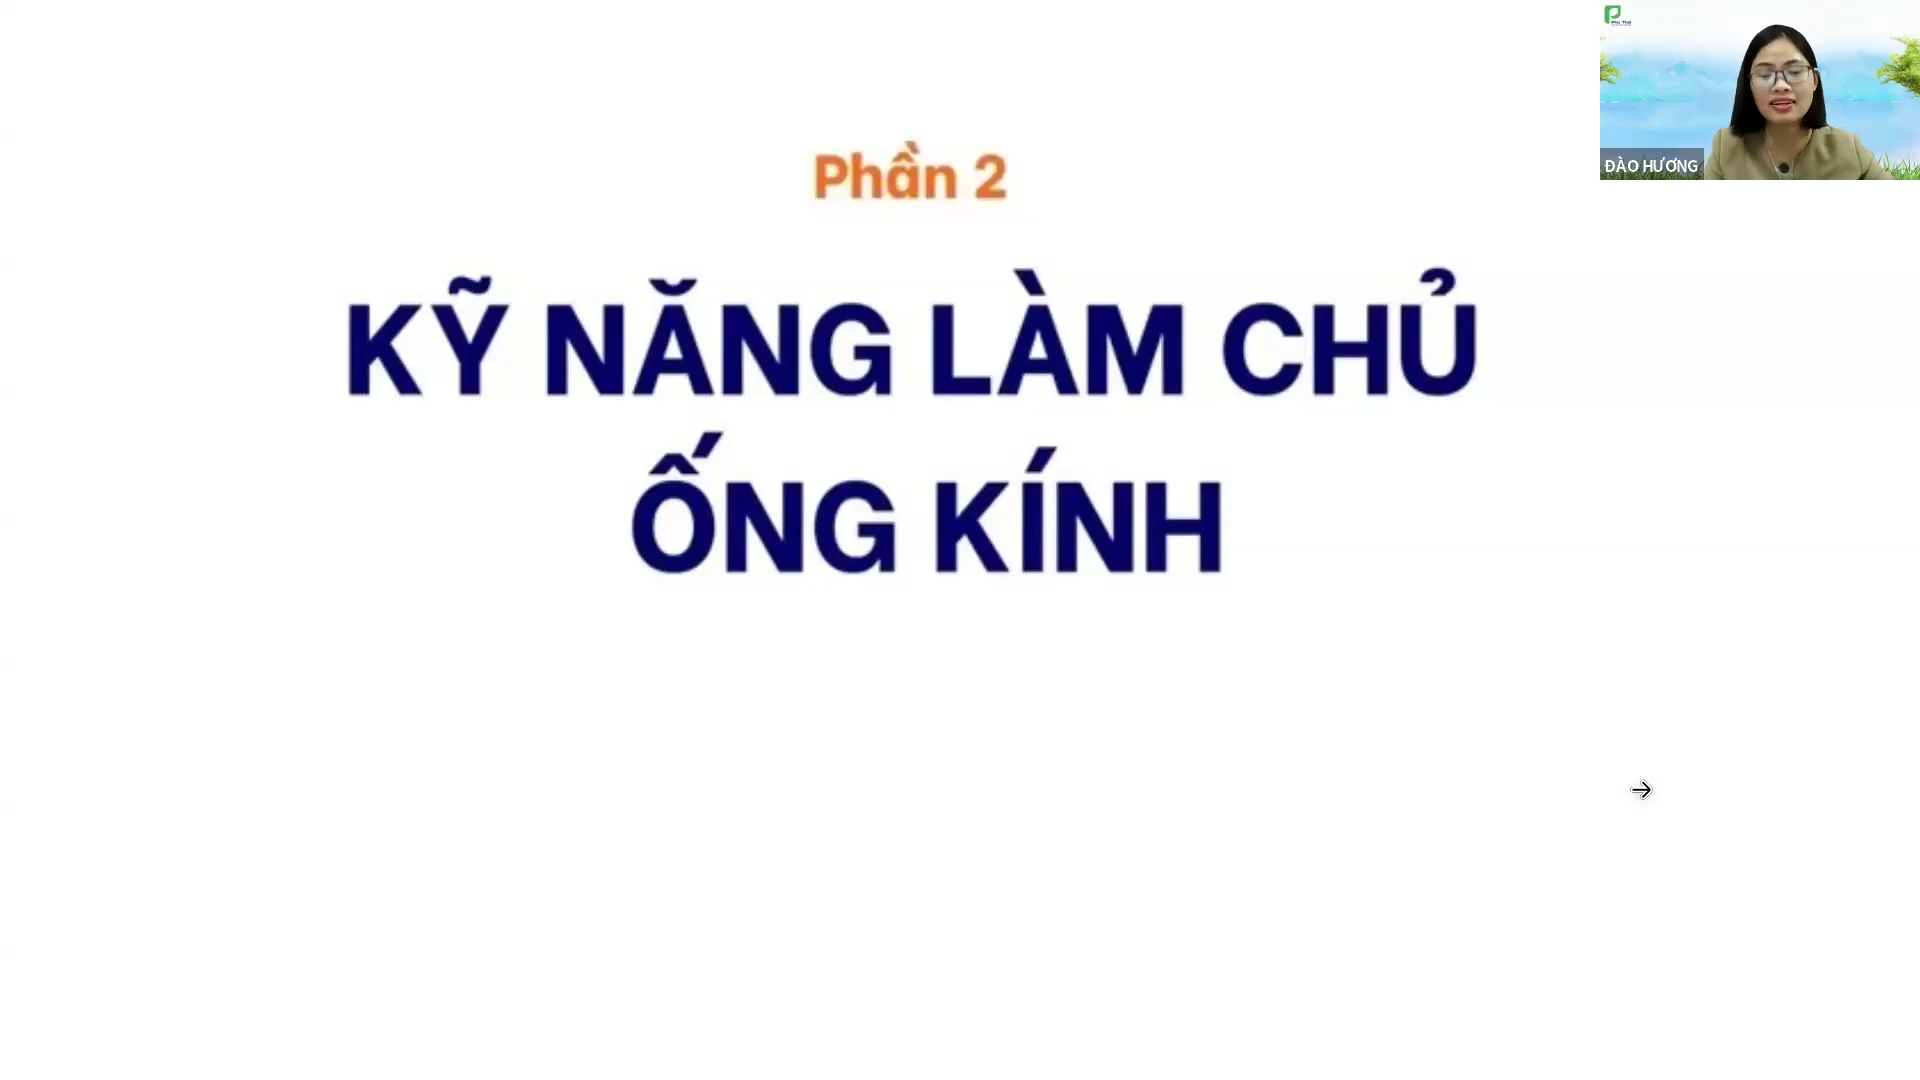 Phần 2
KỸ NĂNG LÀM CHỦ
ỐNG KÍNH
ĐÀO HƯƠNG